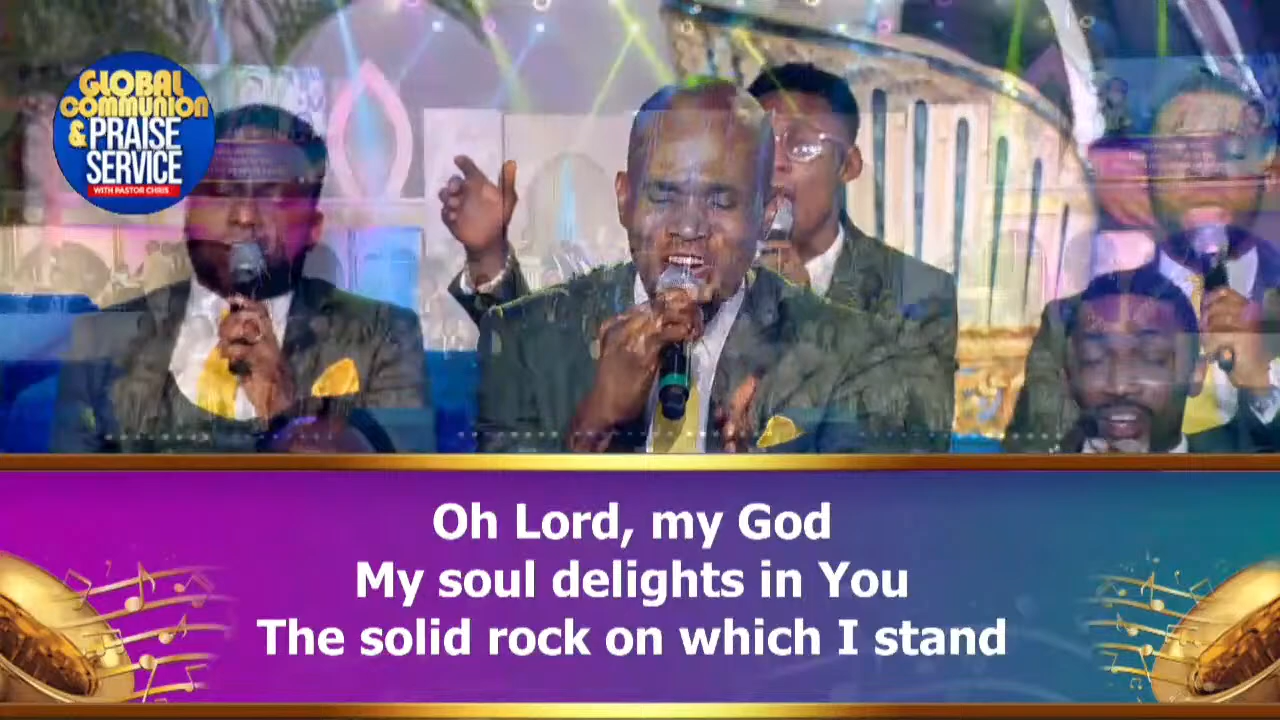 GLOBAL
COMMUNION
& PRAISE
SERVICE
WITH PASTOR CHRIS
Oh Lord, my God
My soul delights in You
The solid rock on which I stand